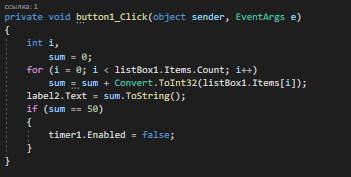 ссылка: 1
private void button1_Click(object sender, EventArgs e)
{
int i,
sum = 0;
for (i = 0; i < listBox1.Items.Count; i++)
sum = sum + Convert.ToInt32(listBox1.Items[i]);
label2.Text = sum.ToString();
if (sum == 50)
{
timer1.Enabled = false;
}
}